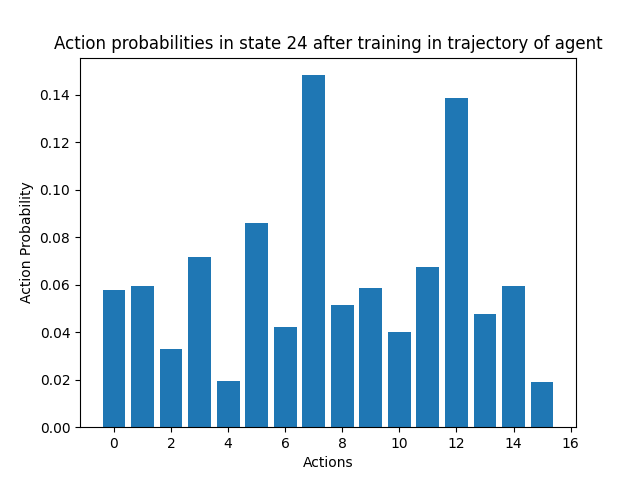 Action probabilities in state 24 after training in trajectory of agent
0.14
0.12
0.10
0.08
0.06
0.04
0.02
0.00
Action Probability
0 2 4 6 8 10 12 14 16
Actions